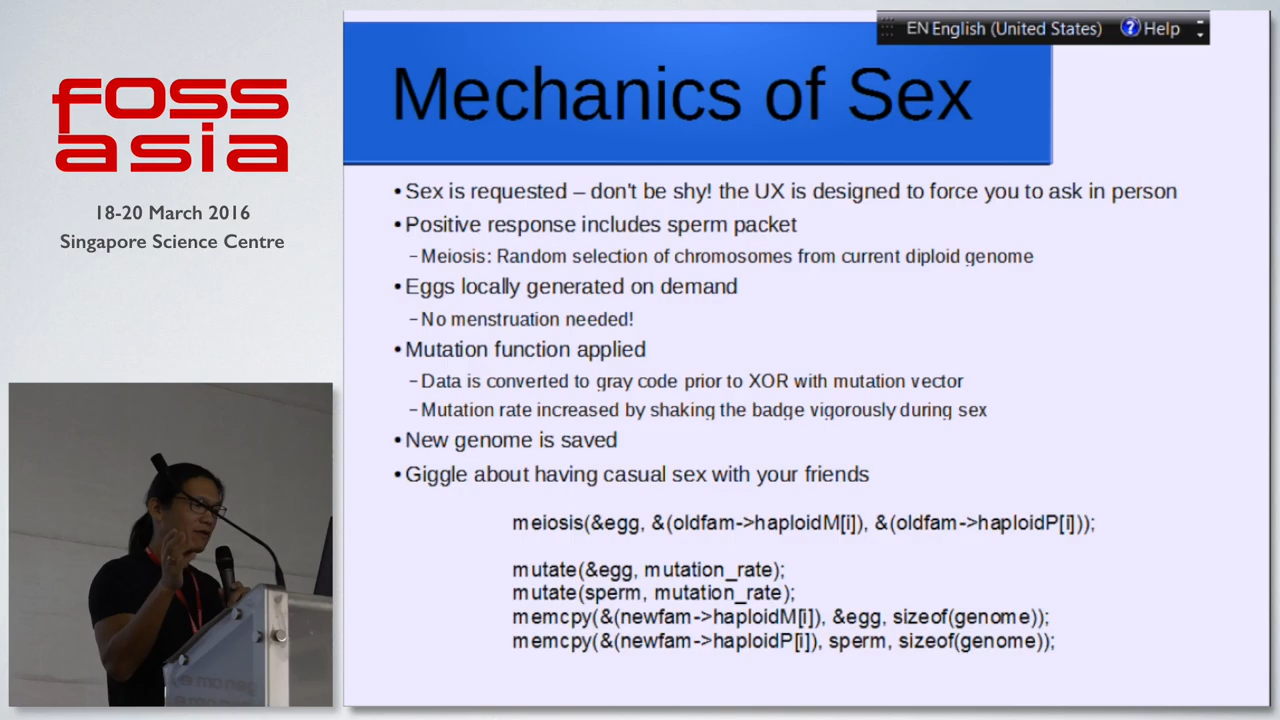 foss
asia
18-20 March 2016
Singapore Science Centre
EN English (United States) ? Help
Mechanics of Sex
•Sex is requested – don't be shy! the UX is designed to force you to ask in person
•Positive response includes sperm packet
–Meiosis: Random selection of chromosomes from current diploid genome
•Eggs locally generated on demand
–No menstruation needed!
•Mutation function applied
–Data is converted to gray code prior to XOR with mutation vector
–Mutation rate increased by shaking the badge vigorously during sex
•New genome is saved
•Giggle about having casual sex with your friends
meiosis(&egg, &(oldfam->haploidM[i]), &(oldfam->haploidP[i]));
mutate(&egg, mutation_rate);
mutate(sperm, mutation_rate);
memcpy(&(newfam->haploidM[i]), &egg, sizeof(genome));
memcpy(&(newfam->haploidP[i]), sperm, sizeof(genome));